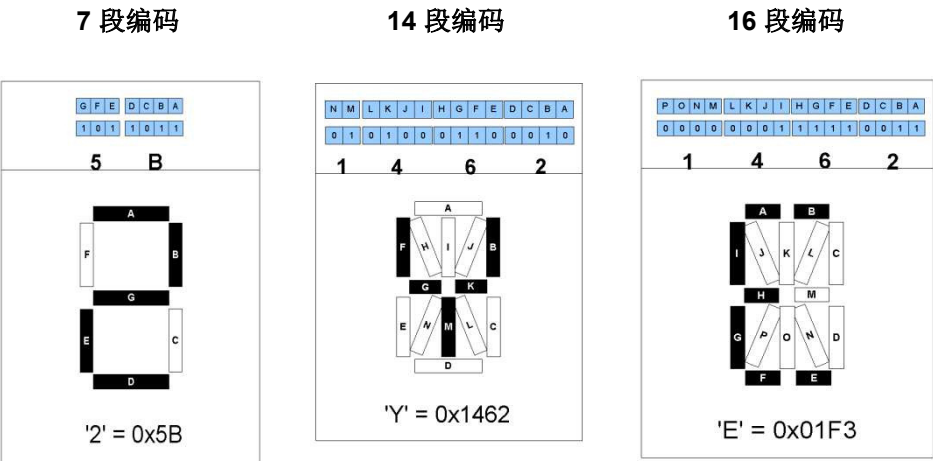 7 段编码
14 段编码
16 段编码
G F E D C B A
1 0 1 1 0 1 1
5 B
A
F
B
G
E
C
D
'2' = 0x5B
N M L K J I H G F E D C B A
0 1 0 1 0 0 0 1 1 0 0 0 1 0
1 4 6 2
A
F H I J B
G K
E N M L C
D
'Y' = 0x1462
P O N M L K J I H G F E D C B A
0 0 0 0 0 0 0 1 1 1 1 1 0 0 1 1
1 4 6 2
A B
I J K L C
H M
G P O N D
F E
'E' = 0x01F3